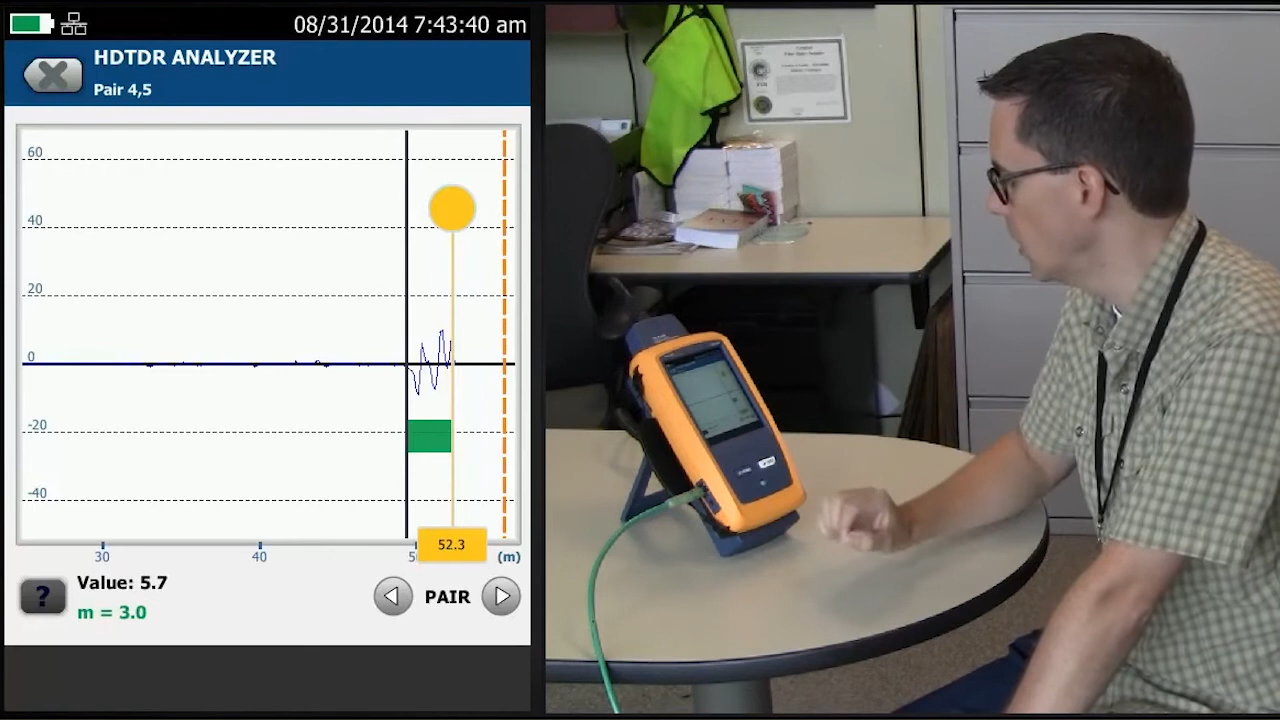 08/31/2014 7:43:40 am
HDTDR ANALYZER
Pair 4,5
60
40
20
0
-20
-40
52.3
30
40
(m)
?
Value: 5.7
PAIR
m = 3.0